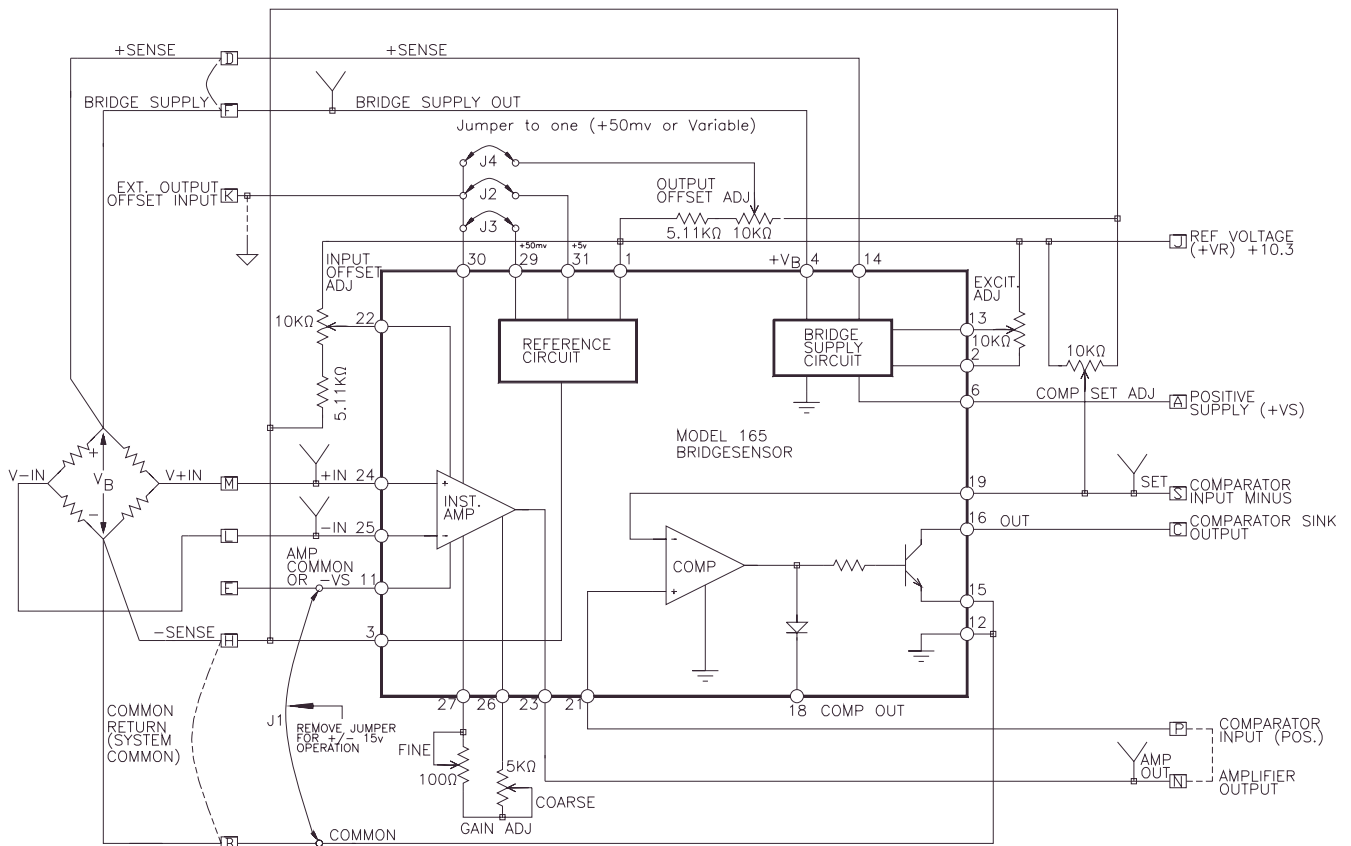 +SENSE
D
+SENSE
BRIDGE SUPPLY
F
BRIDGE SUPPLY OUT
Jumper to one (+50mv or Variable)
J4
EXT. OUTPUT
OFFSET INPUT
K
J2
OUTPUT
OFFSET ADJ
J3
5.11KΩ
10KΩ
+50mv
+5v
J
REF VOLTAGE
(+VR) +10.3
INPUT
OFFSET
ADJ
30
29
31
1
+VB
4
14
EXCIT.
ADJ
10KΩ
22
REFERENCE
CIRCUIT
BRIDGE
SUPPLY
CIRCUIT
13
10KΩ
2
10KΩ
5.11KΩ
6
COMP SET ADJ
A
POSITIVE
SUPPLY (+VS)
MODEL 165
BRIDGESENSOR
V-IN
+
VB
−
V+IN
M
+IN
24
+
INST.
AMP
-
19
SET
S
COMPARATOR
INPUT MINUS
L
-IN
25
16
OUT
C
COMPARATOR SINK
OUTPUT
-
COMP
+
AMP
COMMON
OR -VS
E
11
15
-SENSE
H
3
12
27
26
23
21
18
COMP OUT
COMMON
RETURN
(SYSTEM
COMMON)
J1
REMOVE JUMPER
FOR +/- 15v
OPERATION
FINE
100Ω
5KΩ
COARSE
GAIN ADJ
P
COMPARATOR
INPUT (POS.)
AMP
OUT
N
AMPLIFIER
OUTPUT
B
COMMON